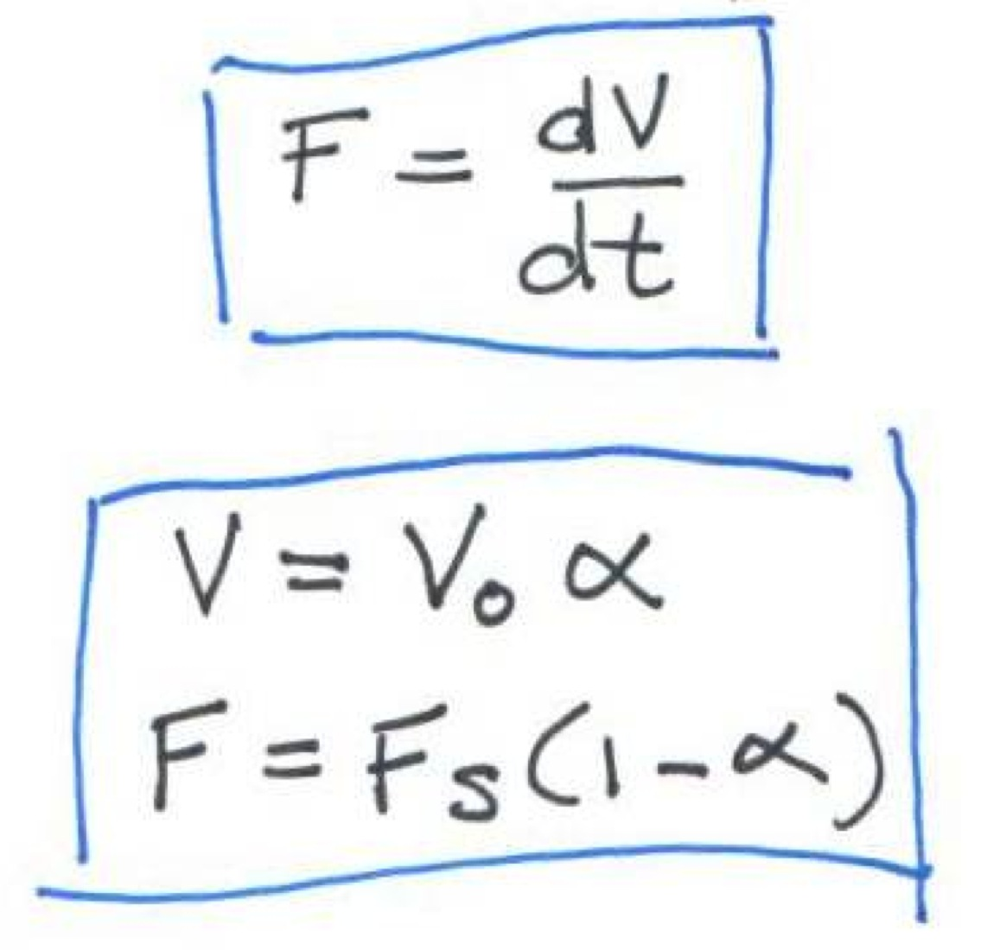 F = dV/dt
V = V₀ α
F = Fs (1 - α)